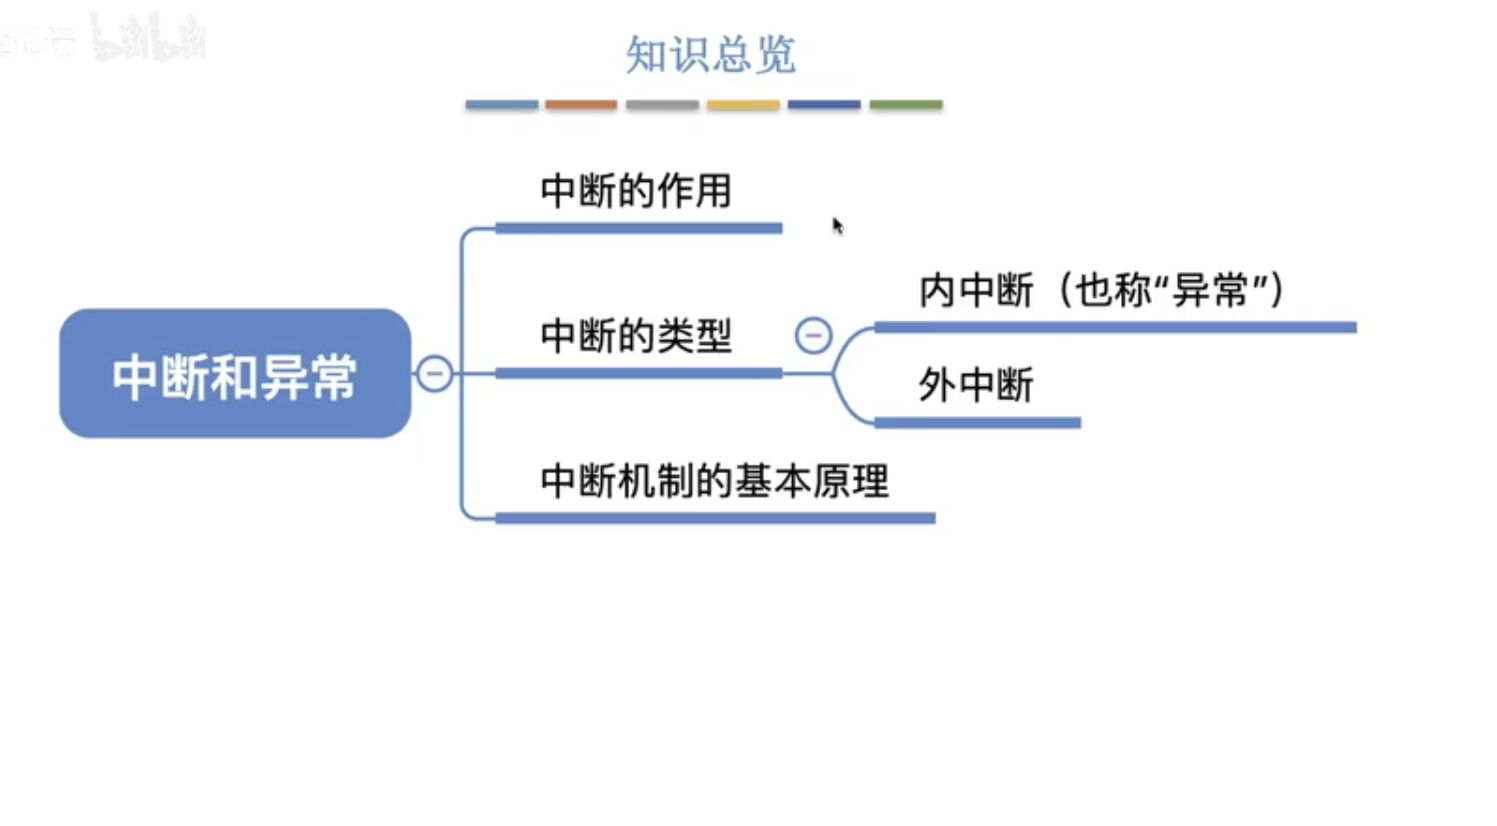 bilibili
知识总览
中断的作用
内中断（也称“异常”）
中断的类型
外中断
中断和异常
中断机制的基本原理